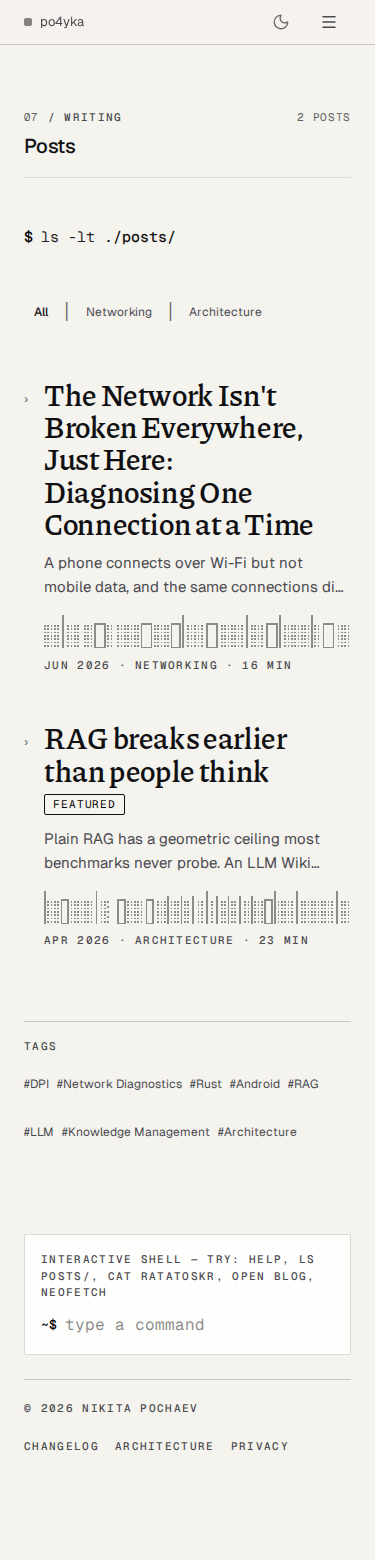 po4yka
07 / WRITING
2 POSTS
Posts
$ ls -lt ./posts/
All
Networking
Architecture
› The Network Isn't
Broken Everywhere,
Just Here:
Diagnosing One
Connection at a Time
A phone connects over Wi-Fi but not
mobile data, and the same connections di…
JUN 2026 · NETWORKING · 16 MIN
› RAG breaks earlier
than people think
FEATURED
Plain RAG has a geometric ceiling most
benchmarks never probe. An LLM Wiki…
APR 2026 · ARCHITECTURE · 23 MIN
TAGS
#DPI #Network Diagnostics #Rust #Android #RAG
#LLM #Knowledge Management #Architecture
INTERACTIVE SHELL — TRY: HELP, LS
POSTS/, CAT RATATOSKR, OPEN BLOG,
NEOFETCH
~$ type a command
© 2026 NIKITA POCHAEV
CHANGELOG ARCHITECTURE PRIVACY